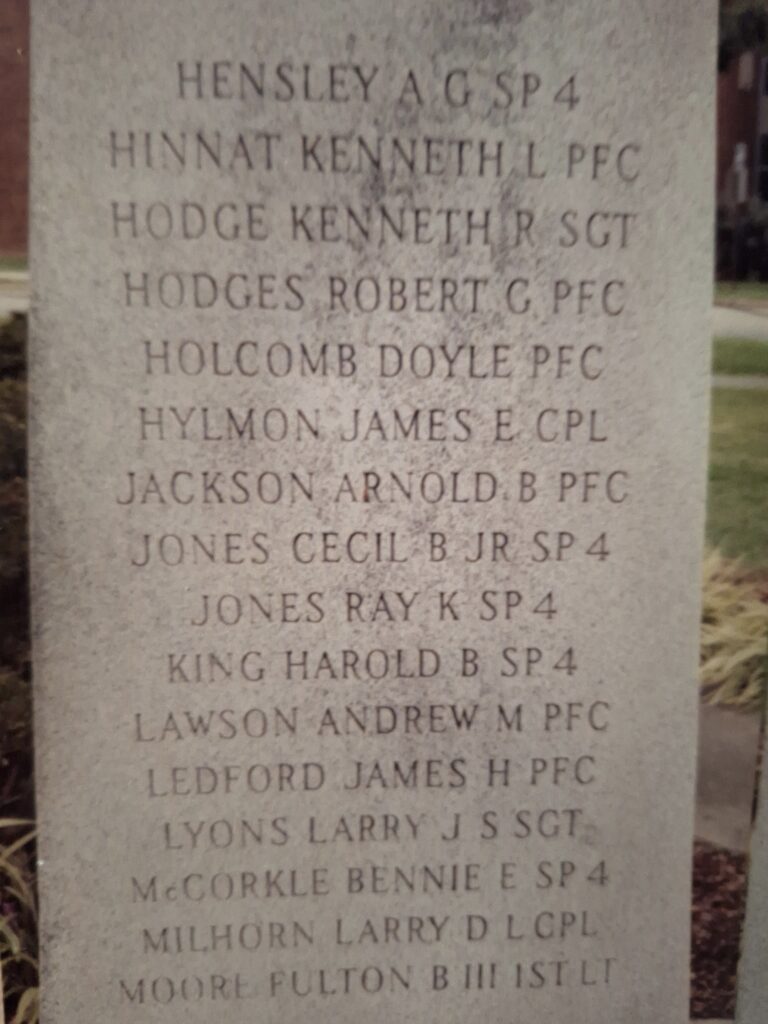 HENSLEY A G SP 4
HINNAT KENNETH L PFC
HODGE KENNETH R SGT
HODGES ROBERT G PFC
HOLCOMB DOYLE PFC
HYLMON JAMES E CPL
JACKSON ARNOLD B PFC
JONES CECIL B JR SP 4
JONES RAY K SP 4
KING HAROLD B SP 4
LAWSON ANDREW M PFC
LEDFORD JAMES H PFC
LYONS LARRY J S SGT
McCORKLE BENNIE E SP 4
MILHORN LARRY D L CPL
MOORE FULTON B III 1ST LT